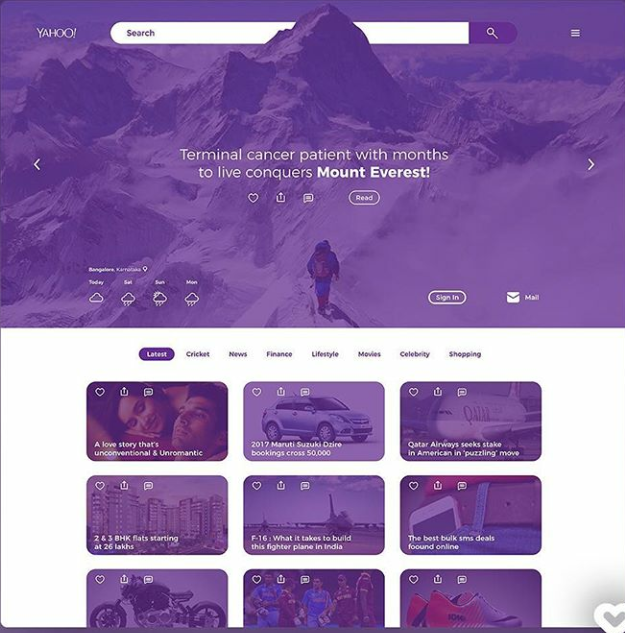 YAHOO!
Search
Terminal cancer patient with months
to live conquers Mount Everest!
Read
Bangalore, Karnataka
Today Sat Sun Mon
Sign In
Mail
Latest Cricket News Finance Lifestyle Movies Celebrity Shopping
A love story that's
unconventional & Unromantic
2017 Maruti Suzuki Dzire
bookings cross 50,000
QATAR
Qatar Airways seeks stake
in American in 'puzzling' move
2 & 3 BHK flats starting
at 26 lakhs
F-16 : What it takes to build
this fighter plane in India
The best bulk sms deals
foound online